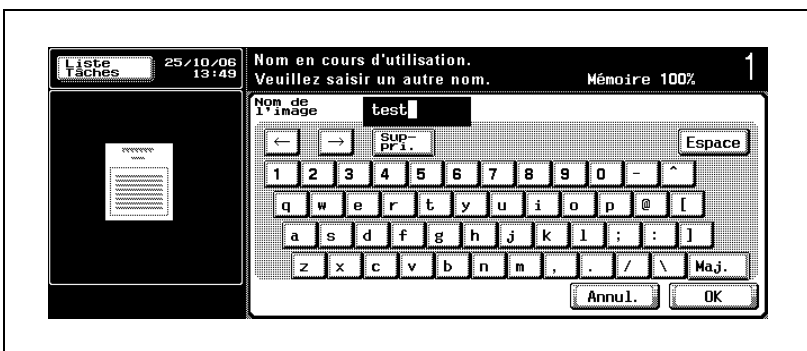 Liste
Tâches
25/10/06
13:49
Nom en cours d'utilisation.
Veuillez saisir un autre nom.
Mémoire 100%
1
Nom de
l'image
test
← → Sup-
pri.
Espace
1 2 3 4 5 6 7 8 9 0 - ^
q w e r t y u i o p @ [
a s d f g h j k l ; : ]
z x c v b n m , . / \ Maj.
Annul. OK